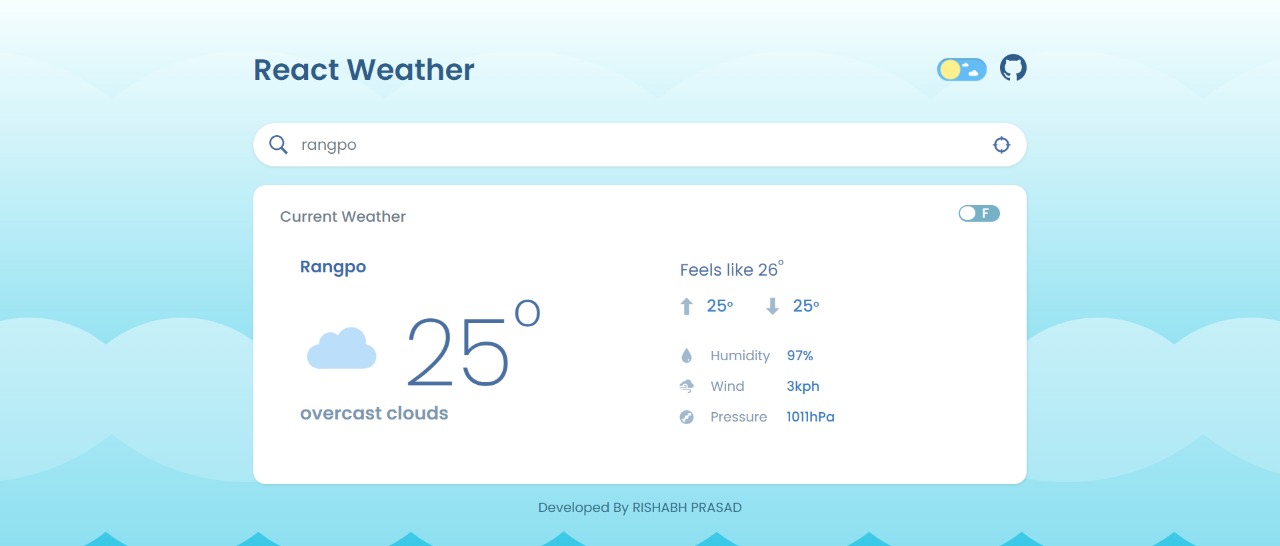 React Weather
rangpo
Current Weather
F
Rangpo
25°
overcast clouds
Feels like 26°
25° 25°
Humidity 97%
Wind 3kph
Pressure 1011hPa
Developed By RISHABH PRASAD